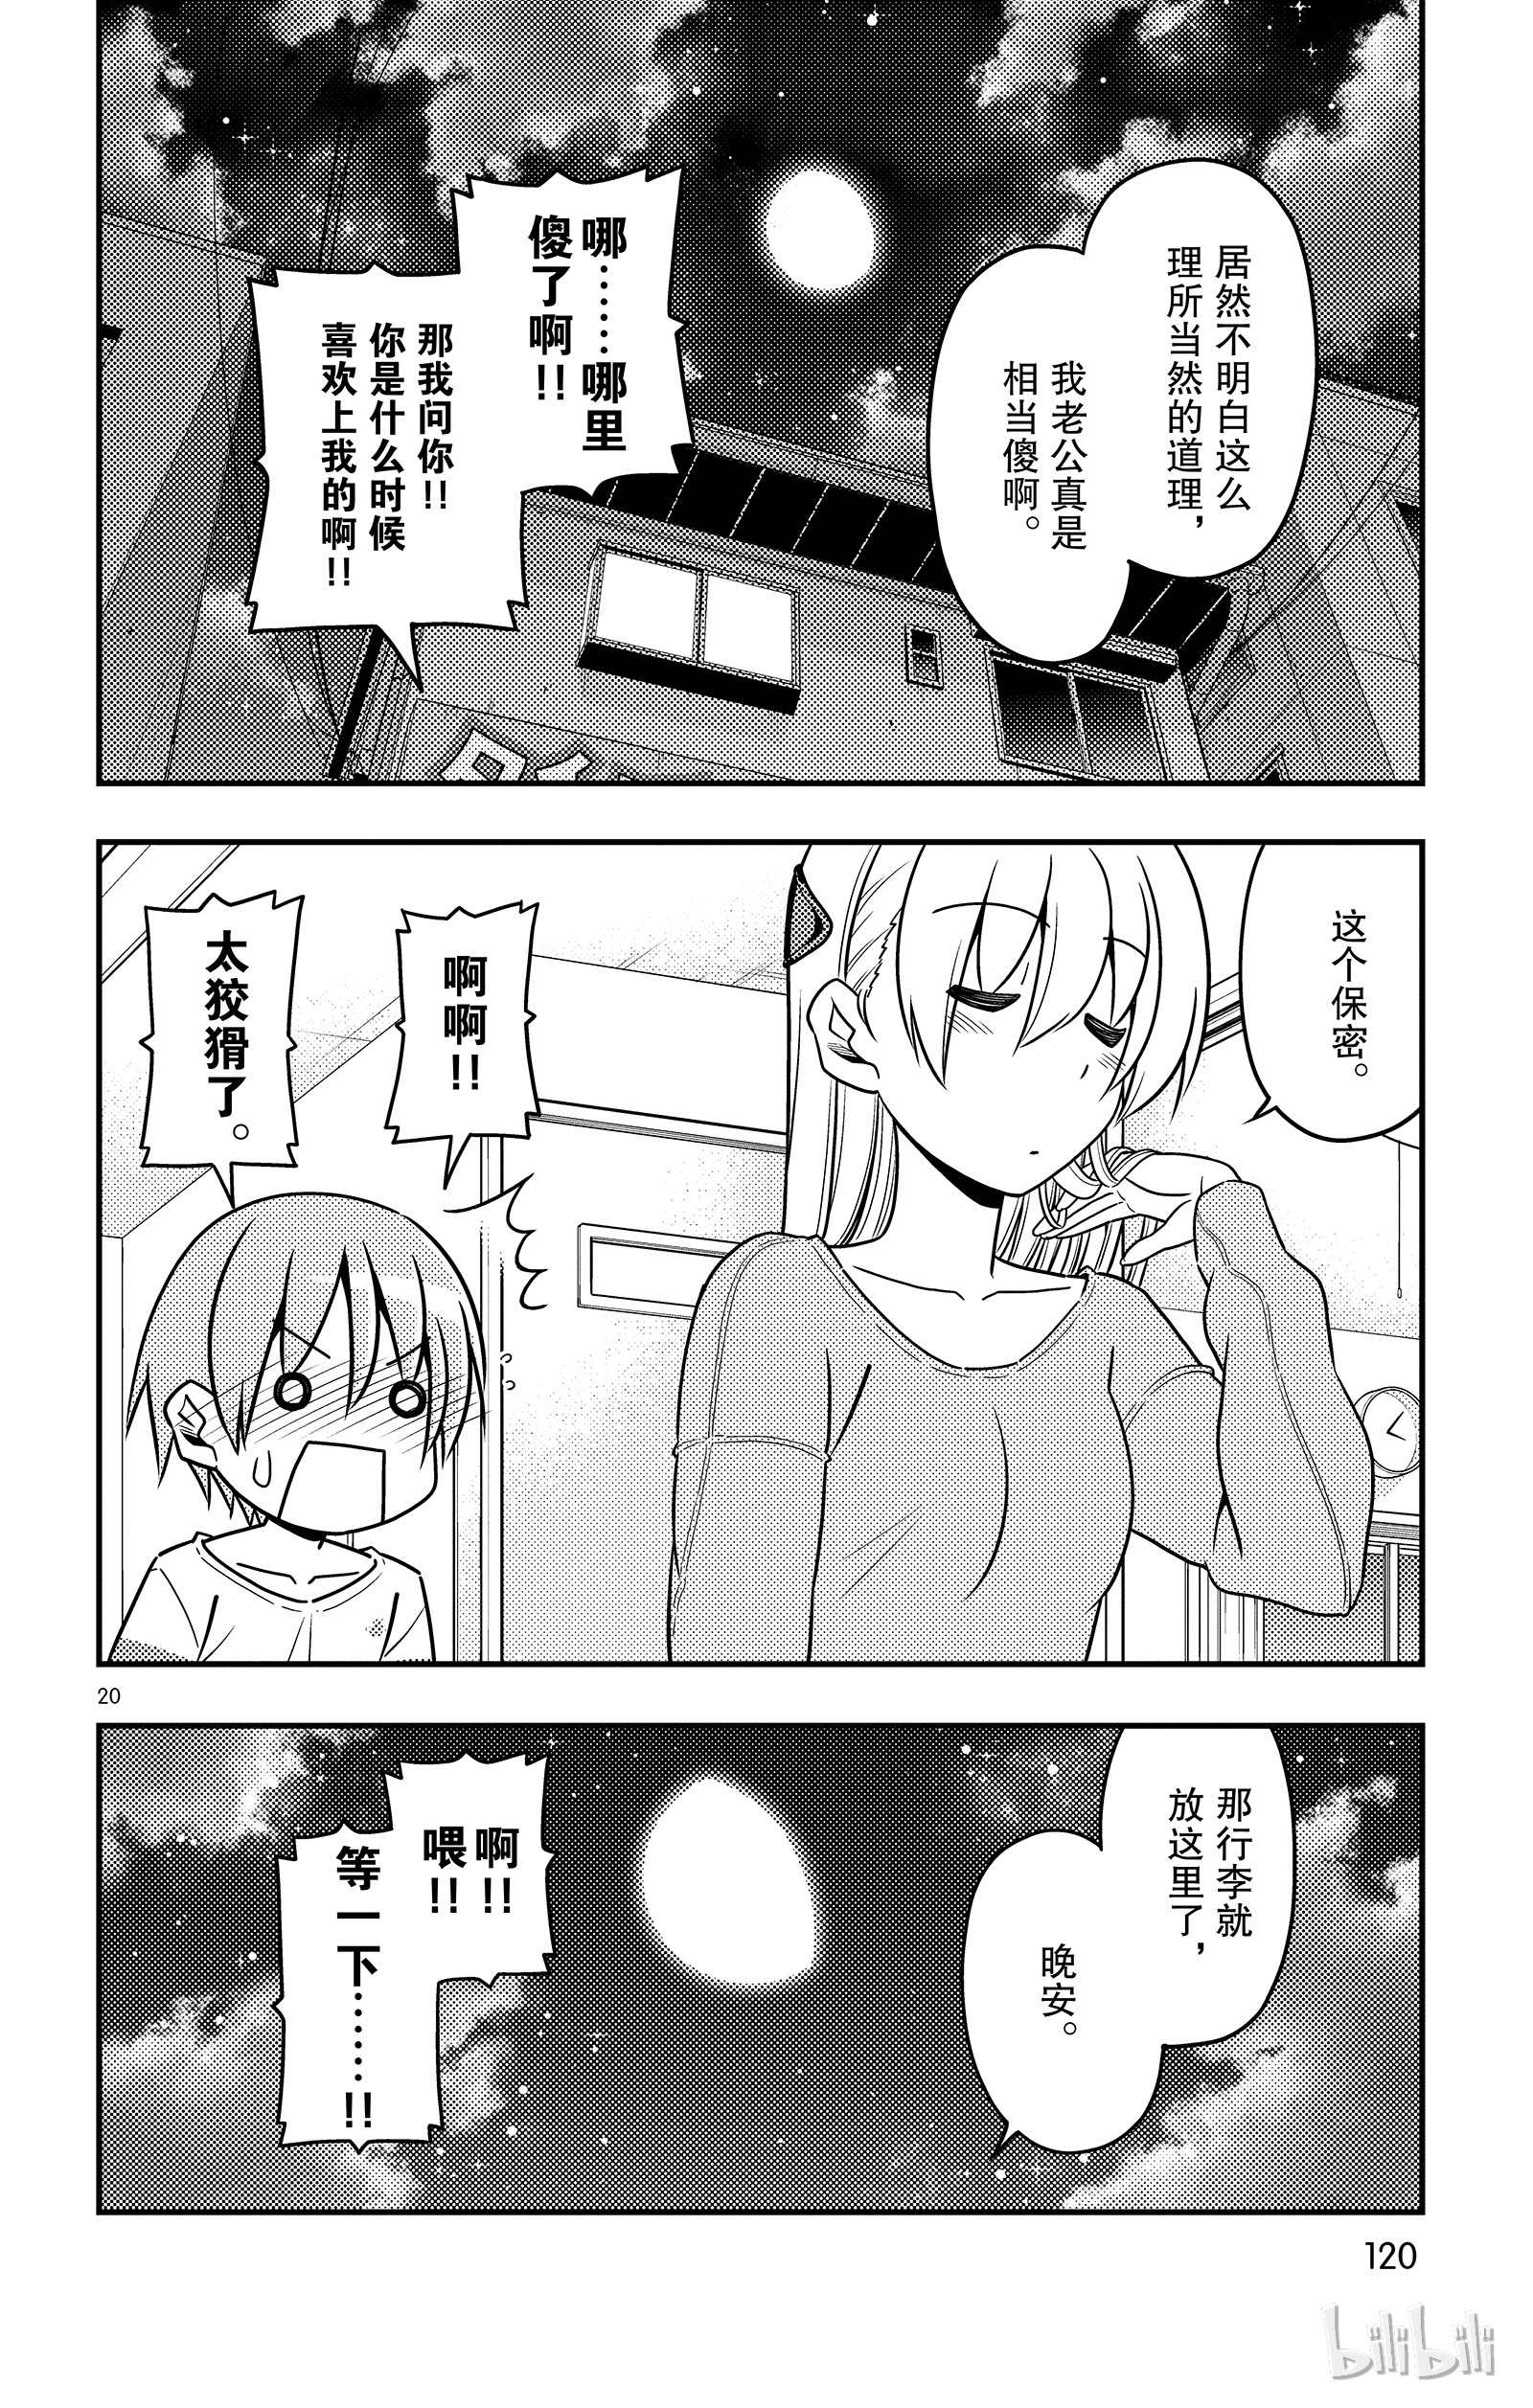 居然不明白这么
理所当然的道理，
我老公真是
相当傻啊。
哪……哪里
傻了啊!!
那我问你!!
你是什么时候
喜欢上我的啊!!
这个保密。
啊啊!!
太狡猾了。
20
那行李就
放这里了，
晚安。
啊!!
喂!!
等一下……!!
120
bilibili